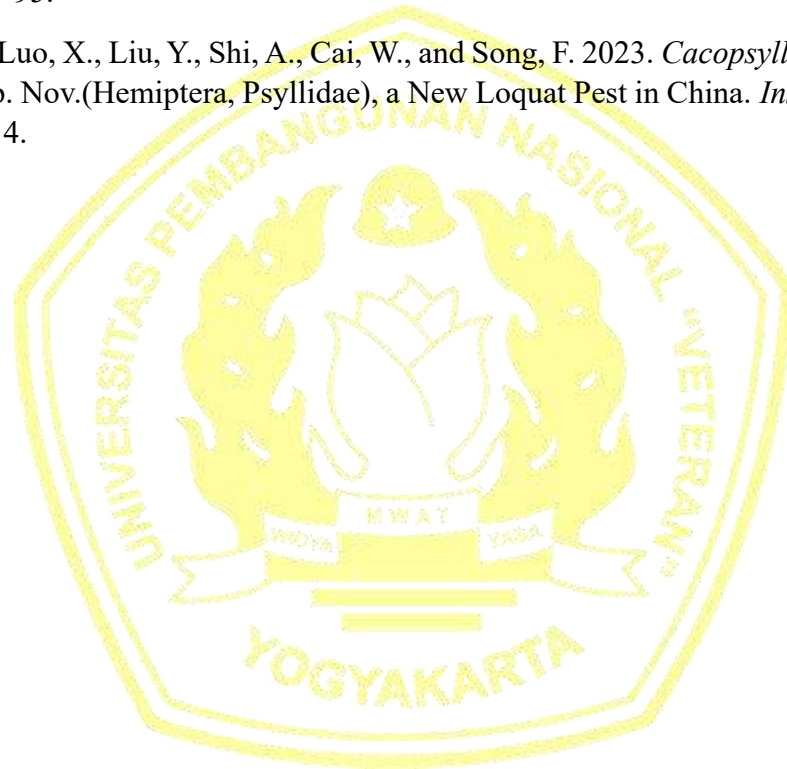 95.
Luo, X., Liu, Y., Shi, A., Cai, W., and Song, F. 2023. Cacopsyll
. Nov.(Hemiptera, Psyllidae), a New Loquat Pest in China. In
4.
UNIVERSITAS PEMBANGUNAN NASIONAL "VETERAN"
WIDYA MWAT YASA
YOGYAKARTA